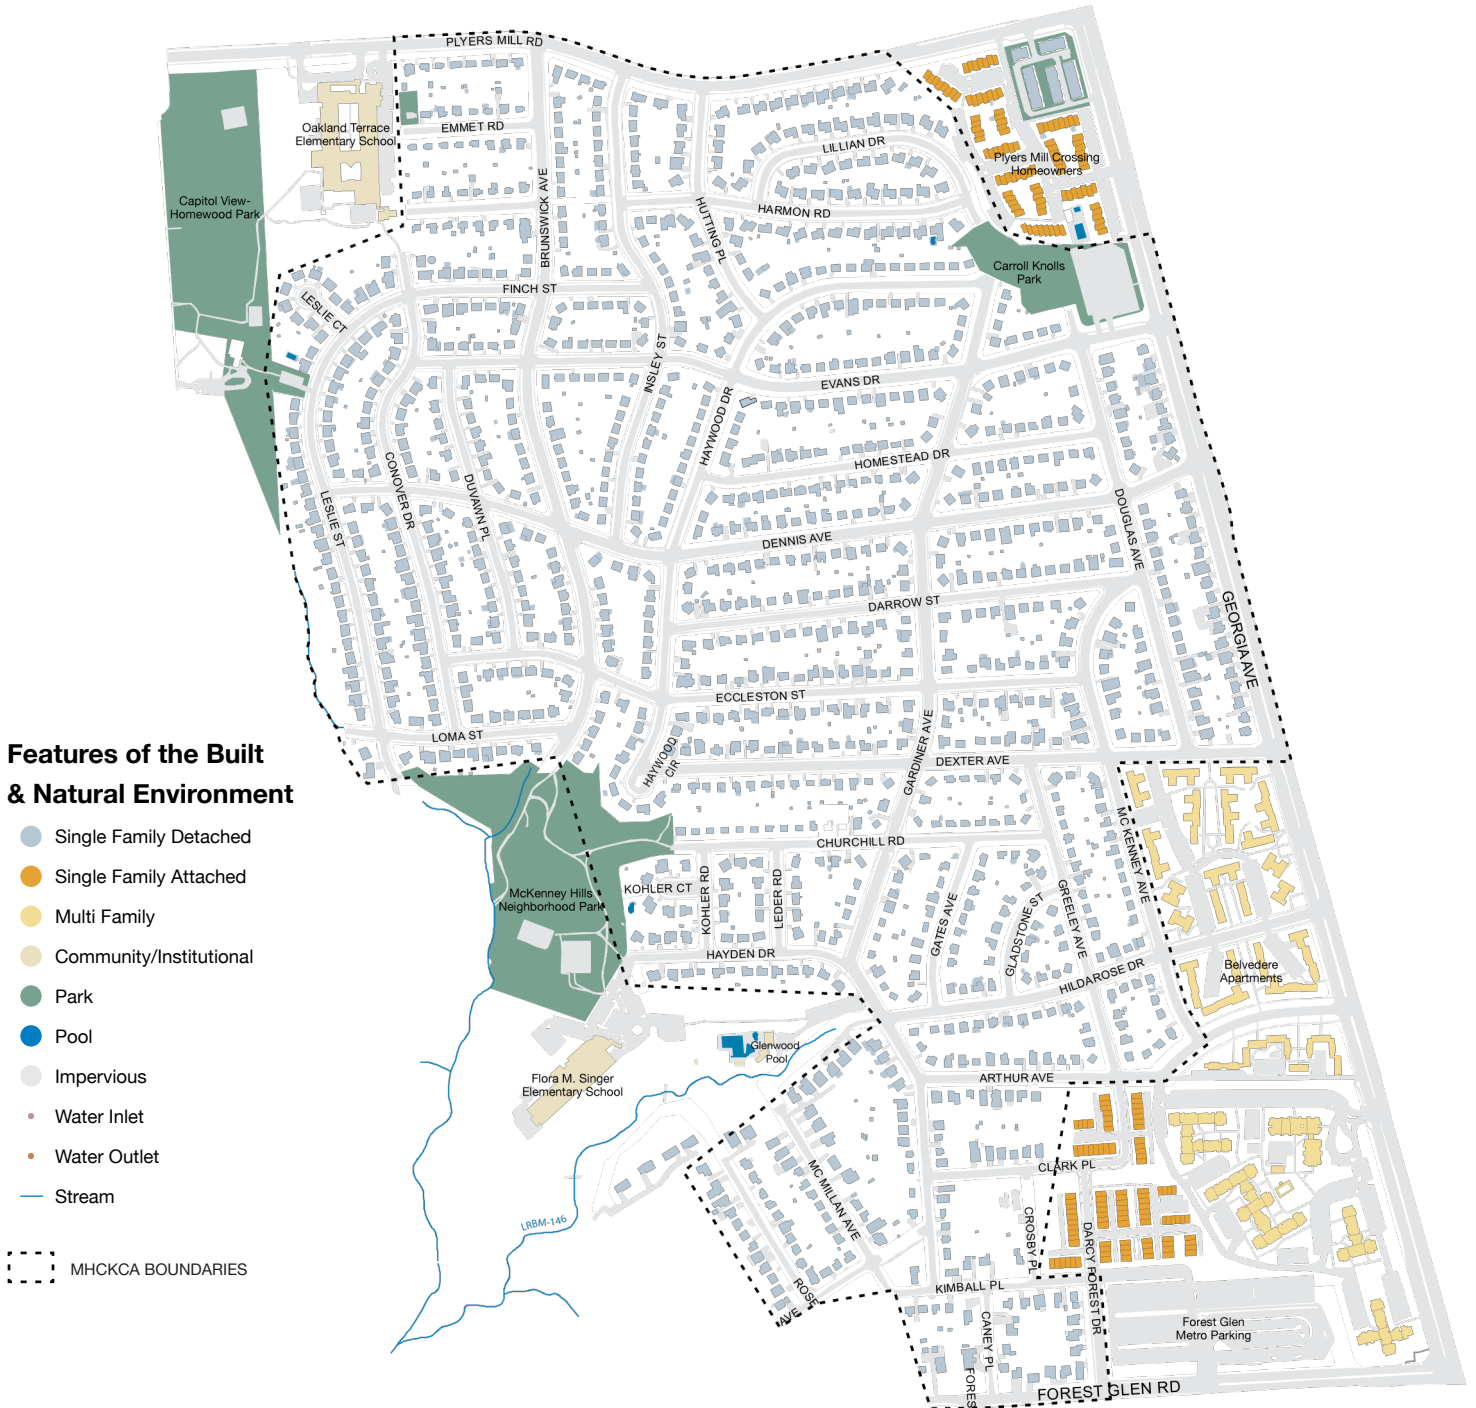 PLYERS MILL RD
Oakland Terrace
Elementary School
EMMET RD
LILLIAN DR
Plyers Mill Crossing
Homeowners
Capitol View-
Homewood Park
BRUNSWICK AVE
HUTTING PL
HARMON RD
Carroll Knolls
Park
FINCH ST
LESLIE CT
INSLEY ST
EVANS DR
HAYWOOD DR
HOMESTEAD DR
CONOVER DR
DUVAWN PL
LESLIE ST
DENNIS AVE
DOUGLAS AVE
DARROW ST
GEORGIA AVE
ECCLESTON ST
LOMA ST
HAYWOOD
CIR
GARDINER AVE
DEXTER AVE
Features of the Built
& Natural Environment
Single Family Detached
Single Family Attached
Multi Family
Community/Institutional
Park
Pool
Impervious
Water Inlet
Water Outlet
Stream
MHCKCA BOUNDARIES
MC KENNEY AVE
CHURCHILL RD
McKenney Hills
Neighborhood Park
KOHLER CT
KOHLER RD
LEDER RD
GATES AVE
GLADSTONE ST
GREELEY AVE
HAYDEN DR
HILDAROSE DR
Belvedere
Apartments
Glenwood
Pool
Flora M. Singer
Elementary School
ARTHUR AVE
CLARK PL
MC MILLAN AVE
LRBM-146
CROSBY PL
DARCY FOREST DR
ROSE
AVE
KIMBALL PL
CANEY PL
Forest Glen
Metro Parking
FORES
FOREST GLEN RD